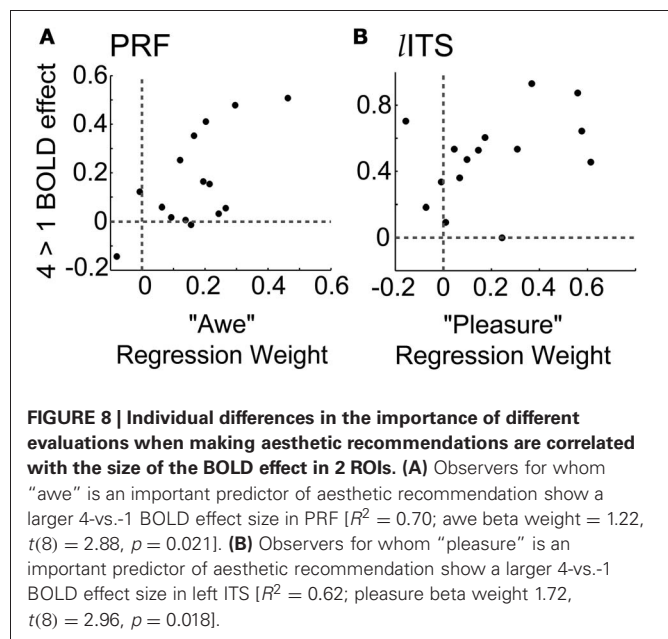 A PRF
B lITS
4 > 1 BOLD effect
0.6
0.4
0.2
0
-0.2
0 0.2 0.4 0.6
"Awe"
Regression Weight
0.8
0.4
0
-0.2 0 0.2 0.4 0.6
"Pleasure"
Regression Weight
FIGURE 8 | Individual differences in the importance of different
evaluations when making aesthetic recommendations are correlated
with the size of the BOLD effect in 2 ROIs. (A) Observers for whom
“awe” is an important predictor of aesthetic recommendation show a
larger 4-vs.-1 BOLD effect size in PRF [R² = 0.70; awe beta weight = 1.22,
t(8) = 2.88, p = 0.021]. (B) Observers for whom “pleasure” is an
important predictor of aesthetic recommendation show a larger 4-vs.-1
BOLD effect size in left ITS [R² = 0.62; pleasure beta weight 1.72,
t(8) = 2.96, p = 0.018].